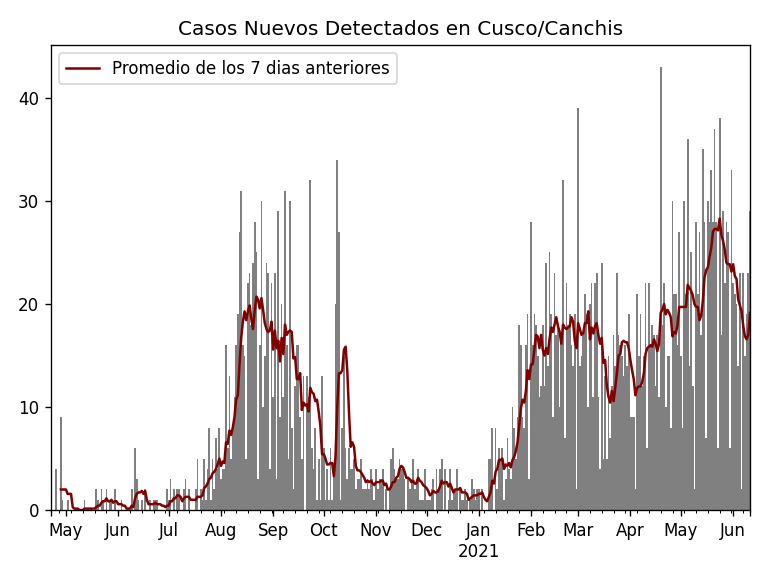 Casos Nuevos Detectados en Cusco/Canchis
Promedio de los 7 dias anteriores
40
30
20
10
0
May Jun Jul Aug Sep Oct Nov Dec Jan Feb Mar Apr May Jun
2021